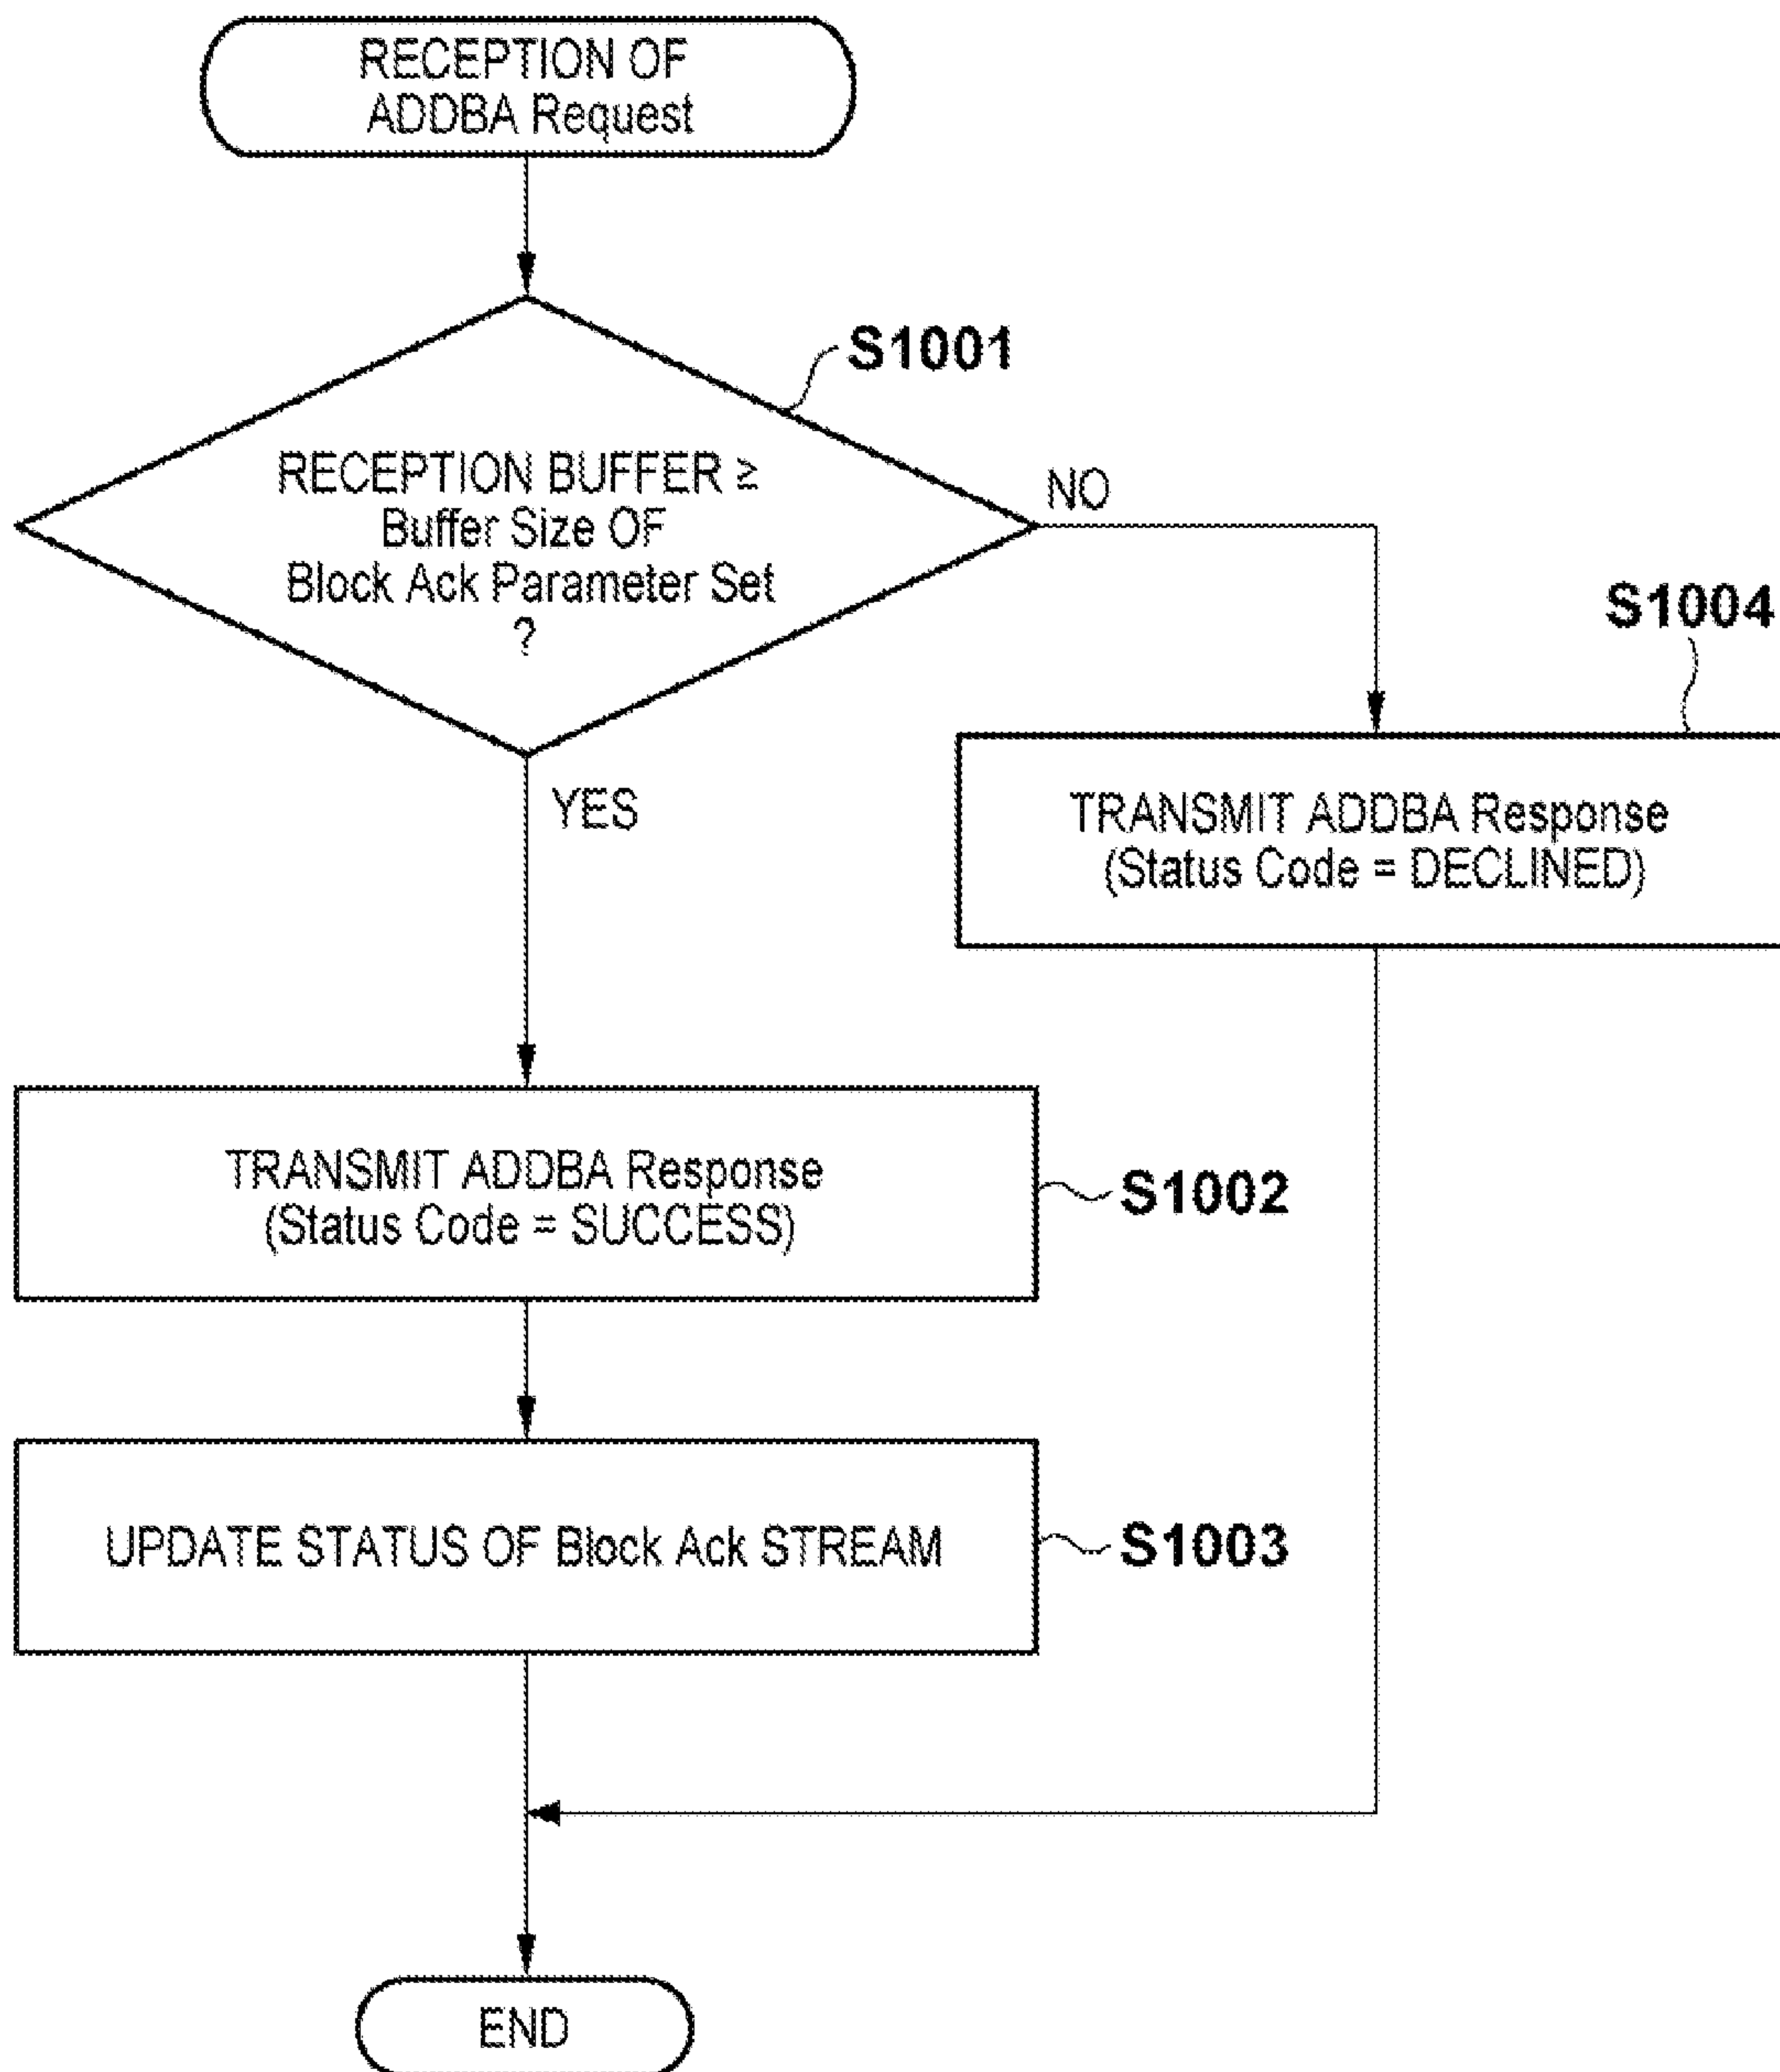 RECEPTION OF
ADDBA Request
S1001
RECEPTION BUFFER ≥
Buffer Size OF
Block Ack Parameter Set
?
NO
YES
S1004
TRANSMIT ADDBA Response
(Status Code = DECLINED)
TRANSMIT ADDBA Response
(Status Code = SUCCESS)
S1002
UPDATE STATUS OF Block Ack STREAM
S1003
END